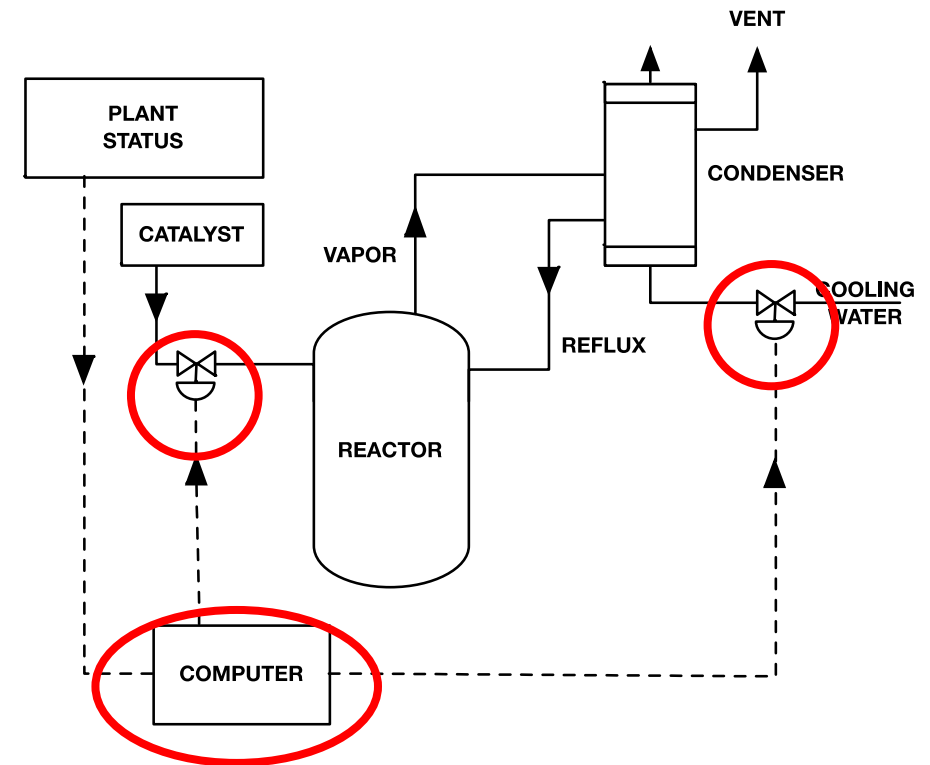 VENT
PLANT
STATUS
CONDENSER
CATALYST
VAPOR
COOLING
WATER
REFLUX
REACTOR
COMPUTER